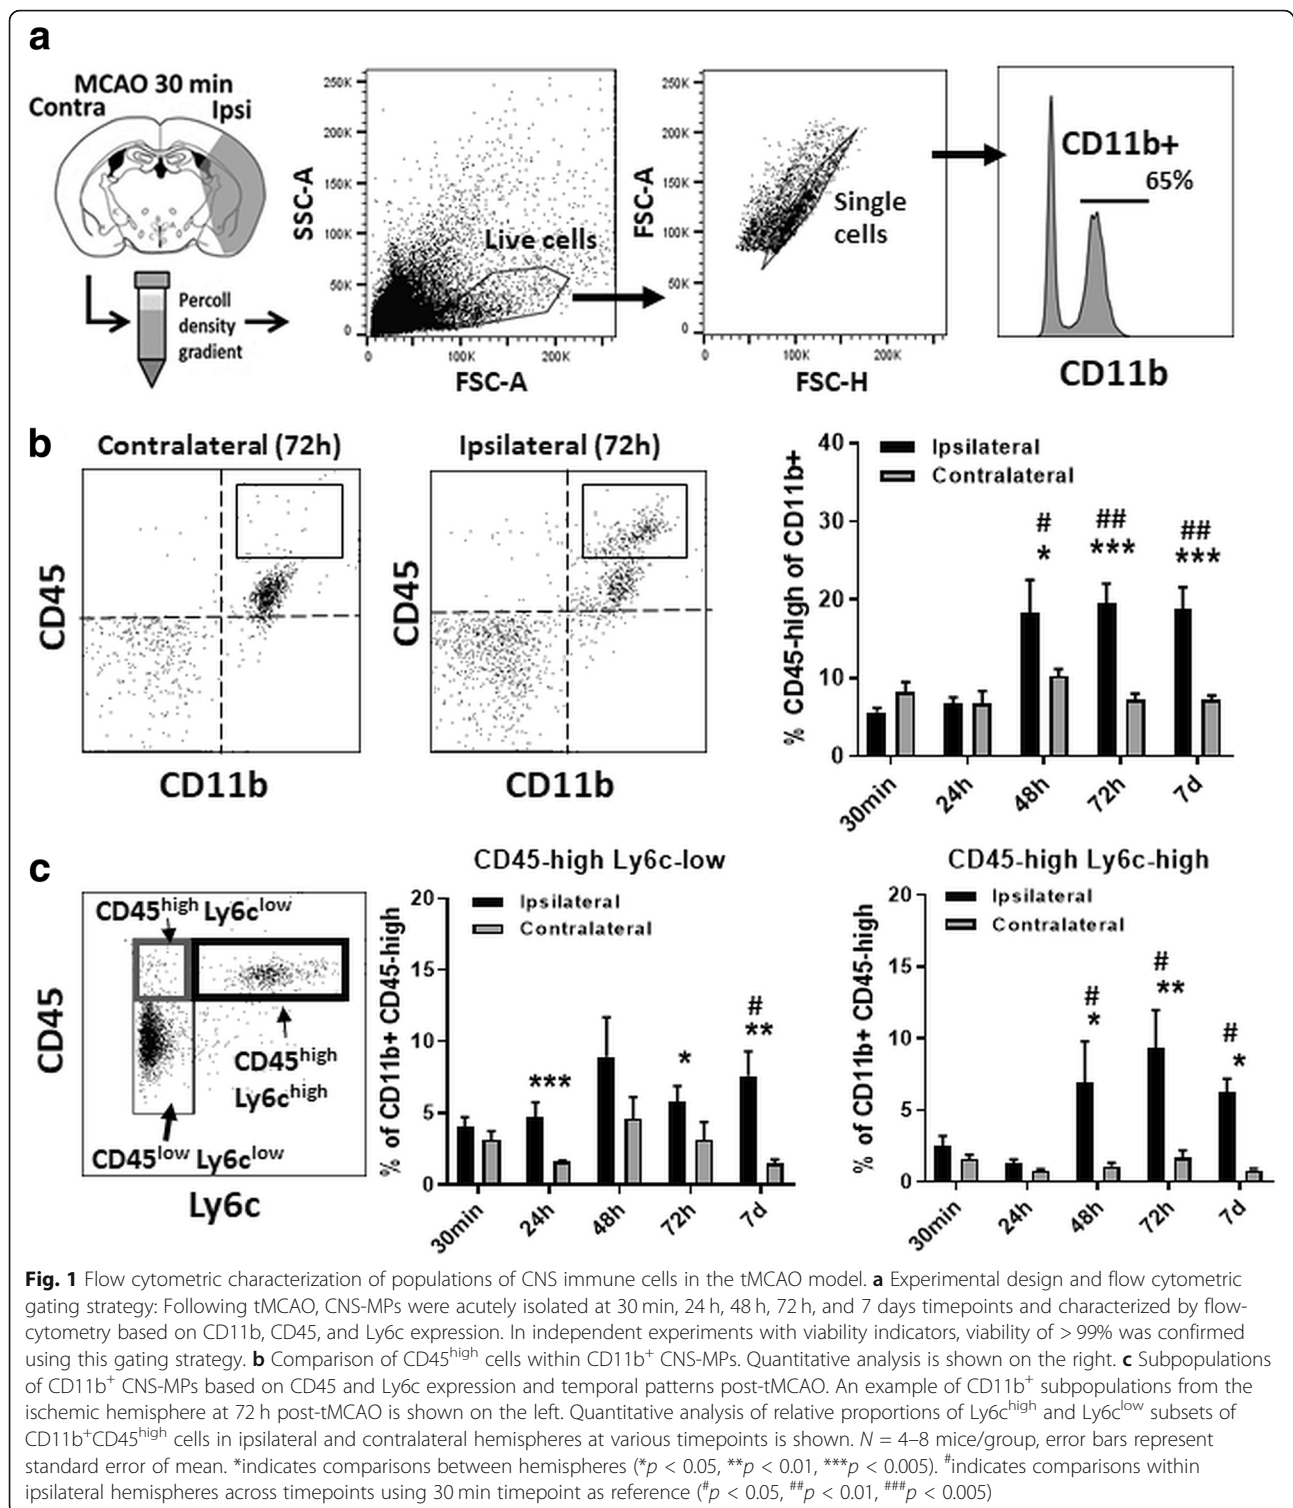 a
MCAO 30 min
Contra Ipsi
Percoll
density
gradient
SSC-A
250K
200K
150K
100K
50K
0
Live cells
0 100K 200K
FSC-A
FSC-A
250K
200K
150K
100K
50K
0
Single
cells
0 100K 200K
FSC-H
CD11b+
65%
CD11b
b
Contralateral (72h)
CD45
CD11b
Ipsilateral (72h)
CD45
CD11b
% CD45-high of CD11b+
40
30
20
10
0
Ipsilateral
Contralateral
# ## ##
* *** ***
30min 24h 48h 72h 7d
c
CD45high Ly6clow
CD45
CD45high
Ly6chigh
CD45low Ly6clow
Ly6c
CD45-high Ly6c-low
% of CD11b+ CD45-high
20
15
10
5
0
Ipsilateral
Contralateral
#
*** * **
30min 24h 48h 72h 7d
CD45-high Ly6c-high
% of CD11b+ CD45-high
20
15
10
5
0
Ipsilateral
Contralateral
# # #
* ** *
30min 24h 48h 72h 7d
Fig. 1 Flow cytometric characterization of populations of CNS immune cells in the tMCAO model. a Experimental design and flow cytometric
gating strategy: Following tMCAO, CNS-MPs were acutely isolated at 30 min, 24 h, 48 h, 72 h, and 7 days timepoints and characterized by flow-
cytometry based on CD11b, CD45, and Ly6c expression. In independent experiments with viability indicators, viability of > 99% was confirmed
using this gating strategy. b Comparison of CD45high cells within CD11b+ CNS-MPs. Quantitative analysis is shown on the right. c Subpopulations
of CD11b+ CNS-MPs based on CD45 and Ly6c expression and temporal patterns post-tMCAO. An example of CD11b+ subpopulations from the
ischemic hemisphere at 72 h post-tMCAO is shown on the left. Quantitative analysis of relative proportions of Ly6chigh and Ly6clow subsets of
CD11b+CD45high cells in ipsilateral and contralateral hemispheres at various timepoints is shown. N = 4–8 mice/group, error bars represent
standard error of mean. *indicates comparisons between hemispheres (*p < 0.05, **p < 0.01, ***p < 0.005). #indicates comparisons within
ipsilateral hemispheres across timepoints using 30 min timepoint as reference (#p < 0.05, ##p < 0.01, ###p < 0.005)